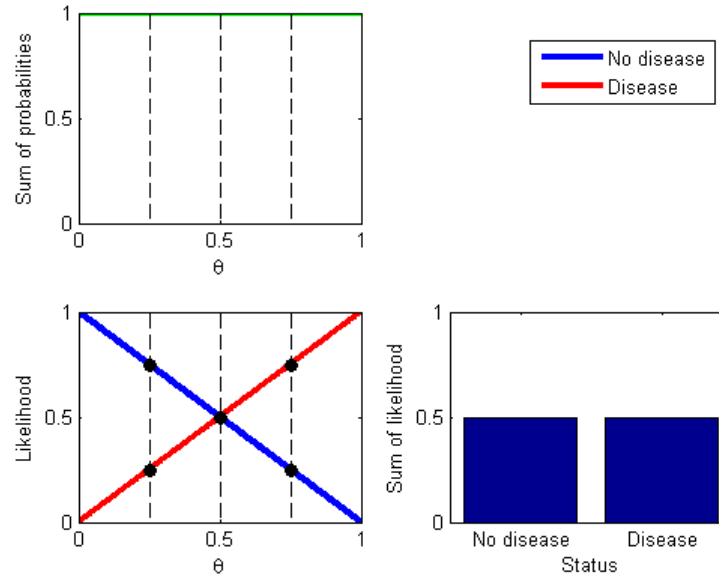 1
0.5
0
Sum of probabilities
0
0.5
1
θ
No disease
Disease
1
0.5
0
Likelihood
0
0.5
1
θ
1
0.5
0
Sum of likelihood
No disease Disease
Status